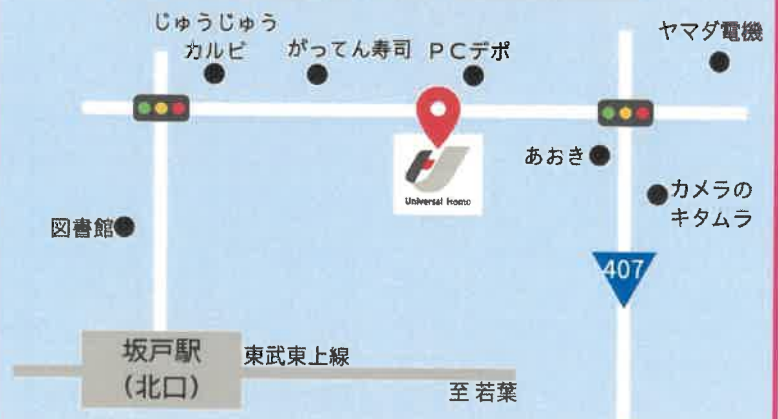 じゅうじゅう
カルビ
がってん寿司
PCデポ
ヤマダ電機
あおき
カメラの
キタムラ
Universal Home
図書館
407
坂戸駅
(北口)
東武東上線
至 若葉